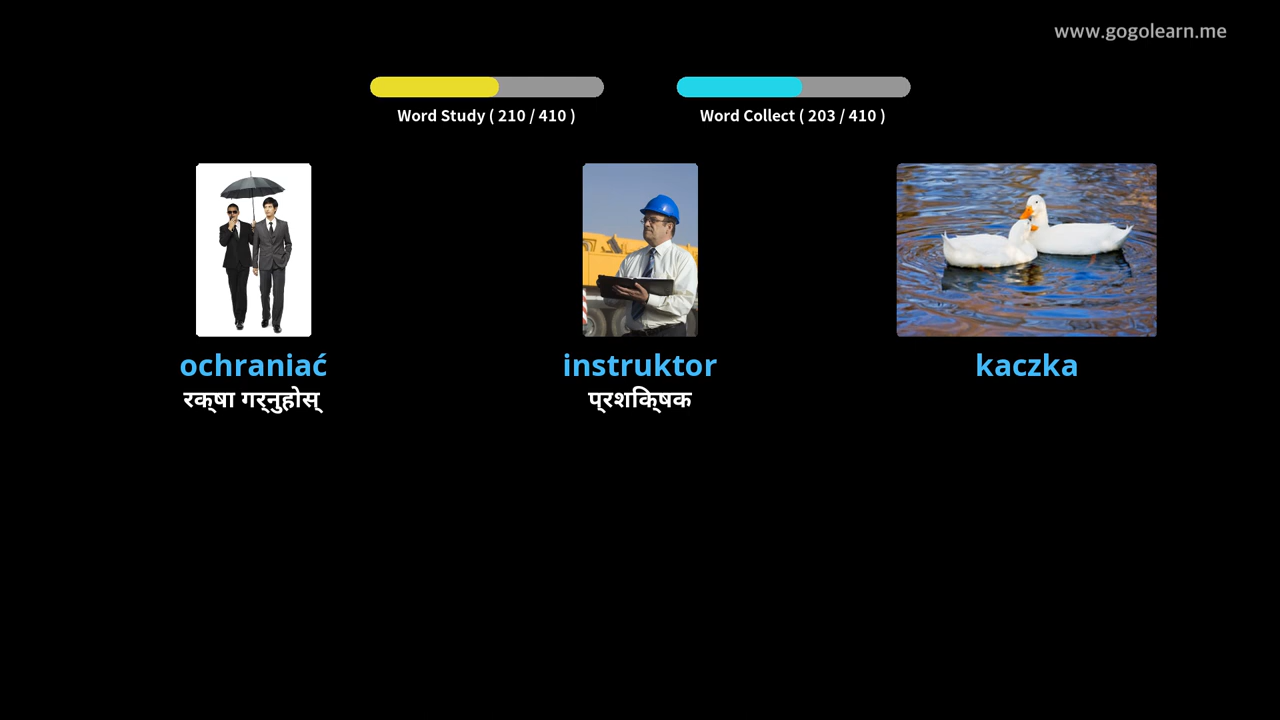 www.gogolearn.me
Word Study ( 210 / 410 )
Word Collect ( 203 / 410 )
ochraniać
instruktor
kaczka
रक्षा गर्नुहोस्
प्रशिक्षक